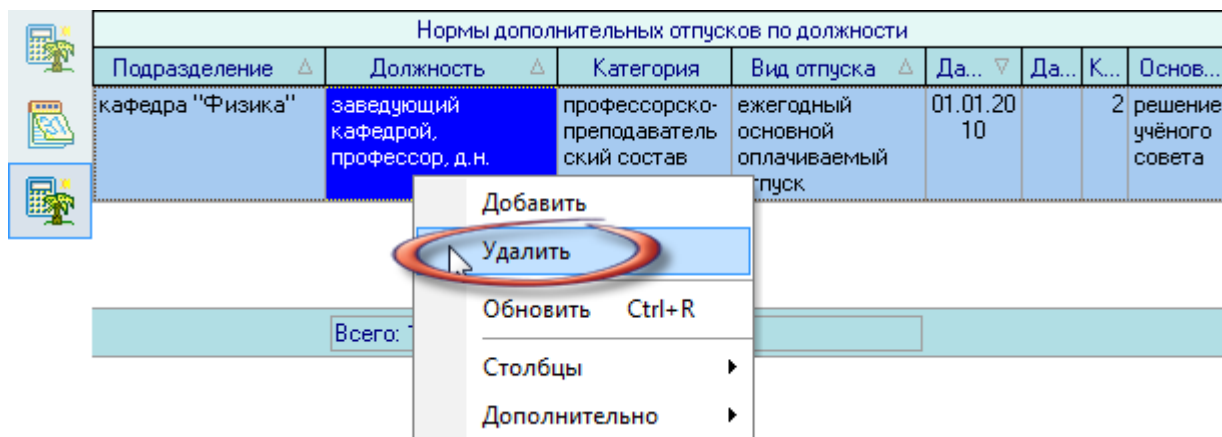 Нормы дополнительных отпусков по должности
Подразделение Должность Категория Вид отпуска Да... Да... К... Основ...
кафедра "Физика" заведующий профессорско- ежегодный 01.01.20 2 решение
кафедрой, преподаватель основной 10 учёного
профессор, д.н. ский состав оплачиваемый совета
тпуск
Добавить
Удалить
Обновить Ctrl+R
Всего:
Столбцы
Дополнительно